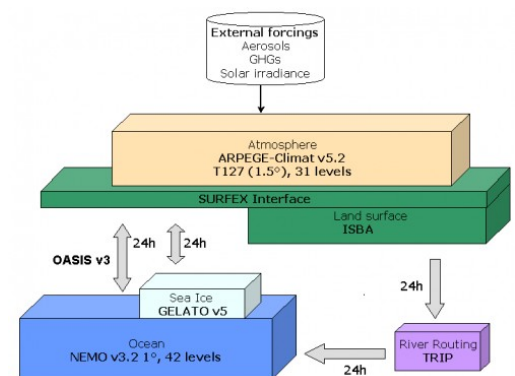 External forcings
Aerosols
GHGs
Solar irradiance
Atmosphere
ARPEGE-Climat v5.2
T127 (1.5°), 31 levels
SURFEX Interface
Land surface
ISBA
24h
24h
OASIS v3
24h
Sea Ice
GELATO v5
Ocean
NEMO v3.2 1°, 42 levels
River Routing
TRIP
24h